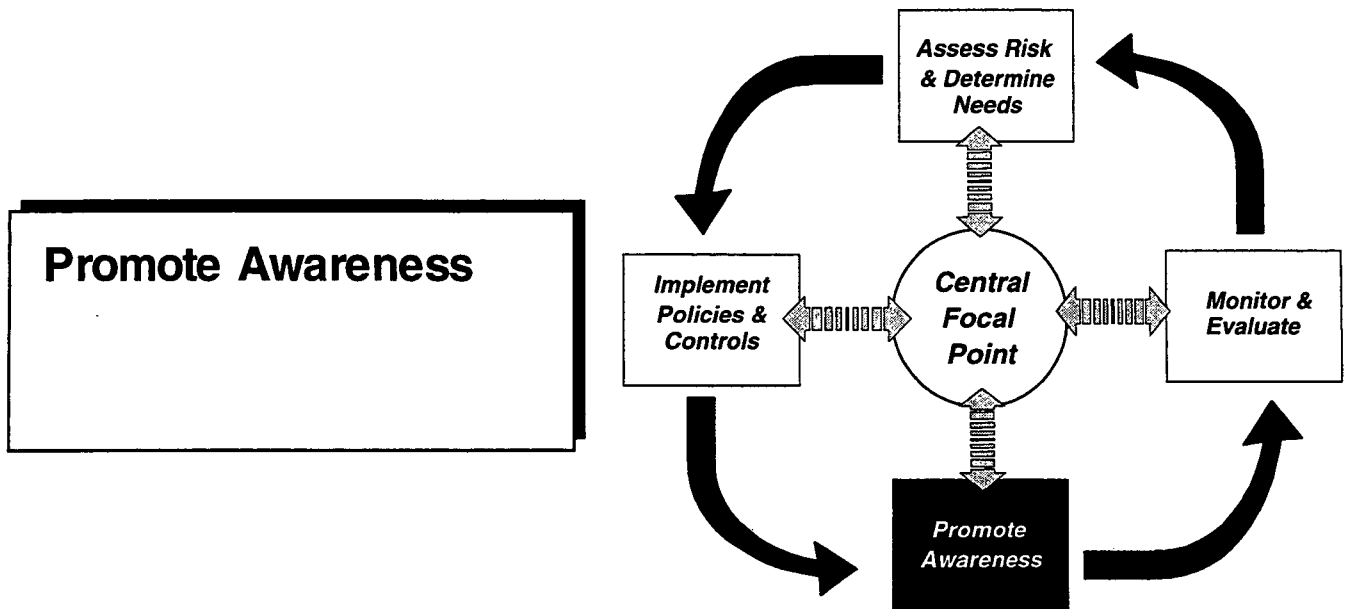 Promote Awareness
Assess Risk
& Determine
Needs
Implement
Policies &
Controls
Central
Focal
Point
Monitor &
Evaluate
Promote
Awareness